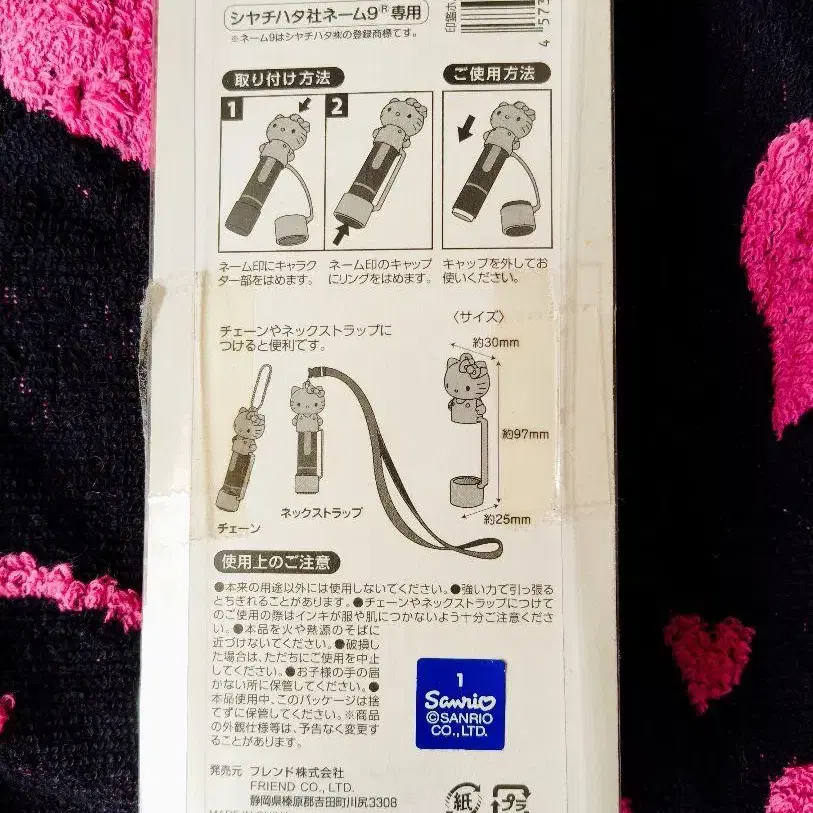 シヤチハタ社ネーム9®専用
※ネーム9はシヤチハタ㈱の登録商標です。
4 573
取り付け方法
ご使用方法
1
2
ネーム印にキャラク
ター部をはめます。
ネーム印のキャップ
にリングをはめます。
キャップを外してお
使いください。
チェーンやネックストラップに
つけると便利です。
〈サイズ〉
約30mm
約97mm
約25mm
チェーン
ネックストラップ
使用上のご注意
●本来の用途以外には使用しないでください。●強い力で引っ張る
とちぎれることがあります。●チェーンやネックストラップにつけて
のご使用の際はインキが服や肌につかないよう十分ご注意くださ
い。●本品を火や熱源のそばに
近づけないでください。●破損し
た場合は、ただちにご使用を中止
してください。●お子様の手の届
かない所に保管してください。●
本品使用中、このパッケージは捨
てずに保管してください。※商品
の外観仕様等は、予告なく変更す
ることがあります。
1
Sanrio
©SANRIO
CO.,LTD.
発売元 フレンド株式会社
FRIEND CO., LTD.
静岡県榛原郡吉田町川尻3308
紙
プラ